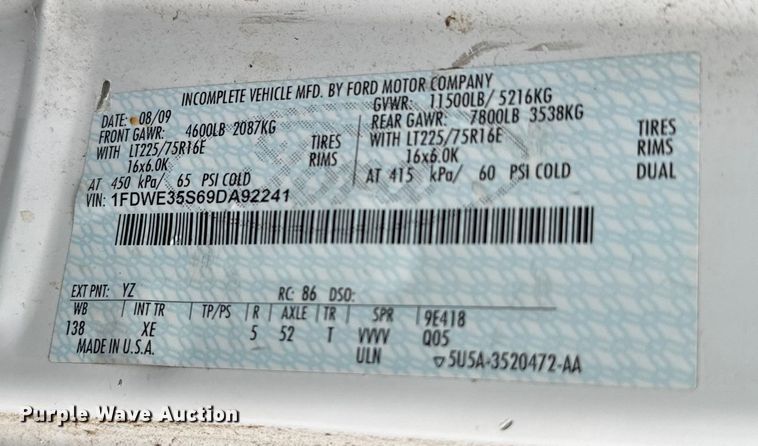 INCOMPLETE VEHICLE MFD. BY FORD MOTOR COMPANY
DATE: 08/09 GVWR: 11500LB/ 5216KG
FRONT GAWR: 4600LB 2087KG REAR GAWR: 7800LB 3538KG
WITH LT225/75R16E TIRES WITH LT225/75R16E TIRES
16x6.0K RIMS 16x6.0K RIMS
AT 450 kPa/ 65 PSI COLD AT 415 kPa/ 60 PSI COLD DUAL
VIN: 1FDWE35S69DA92241
EXT PNT: YZ RC: 86 DSO:
WB INT TR TP/PS R AXLE TR SPR 9E418
138 XE 5 52 T VVVV Q05
MADE IN U.S.A. ULN ▽5U5A-3520472-AA
Purple Wave Auction